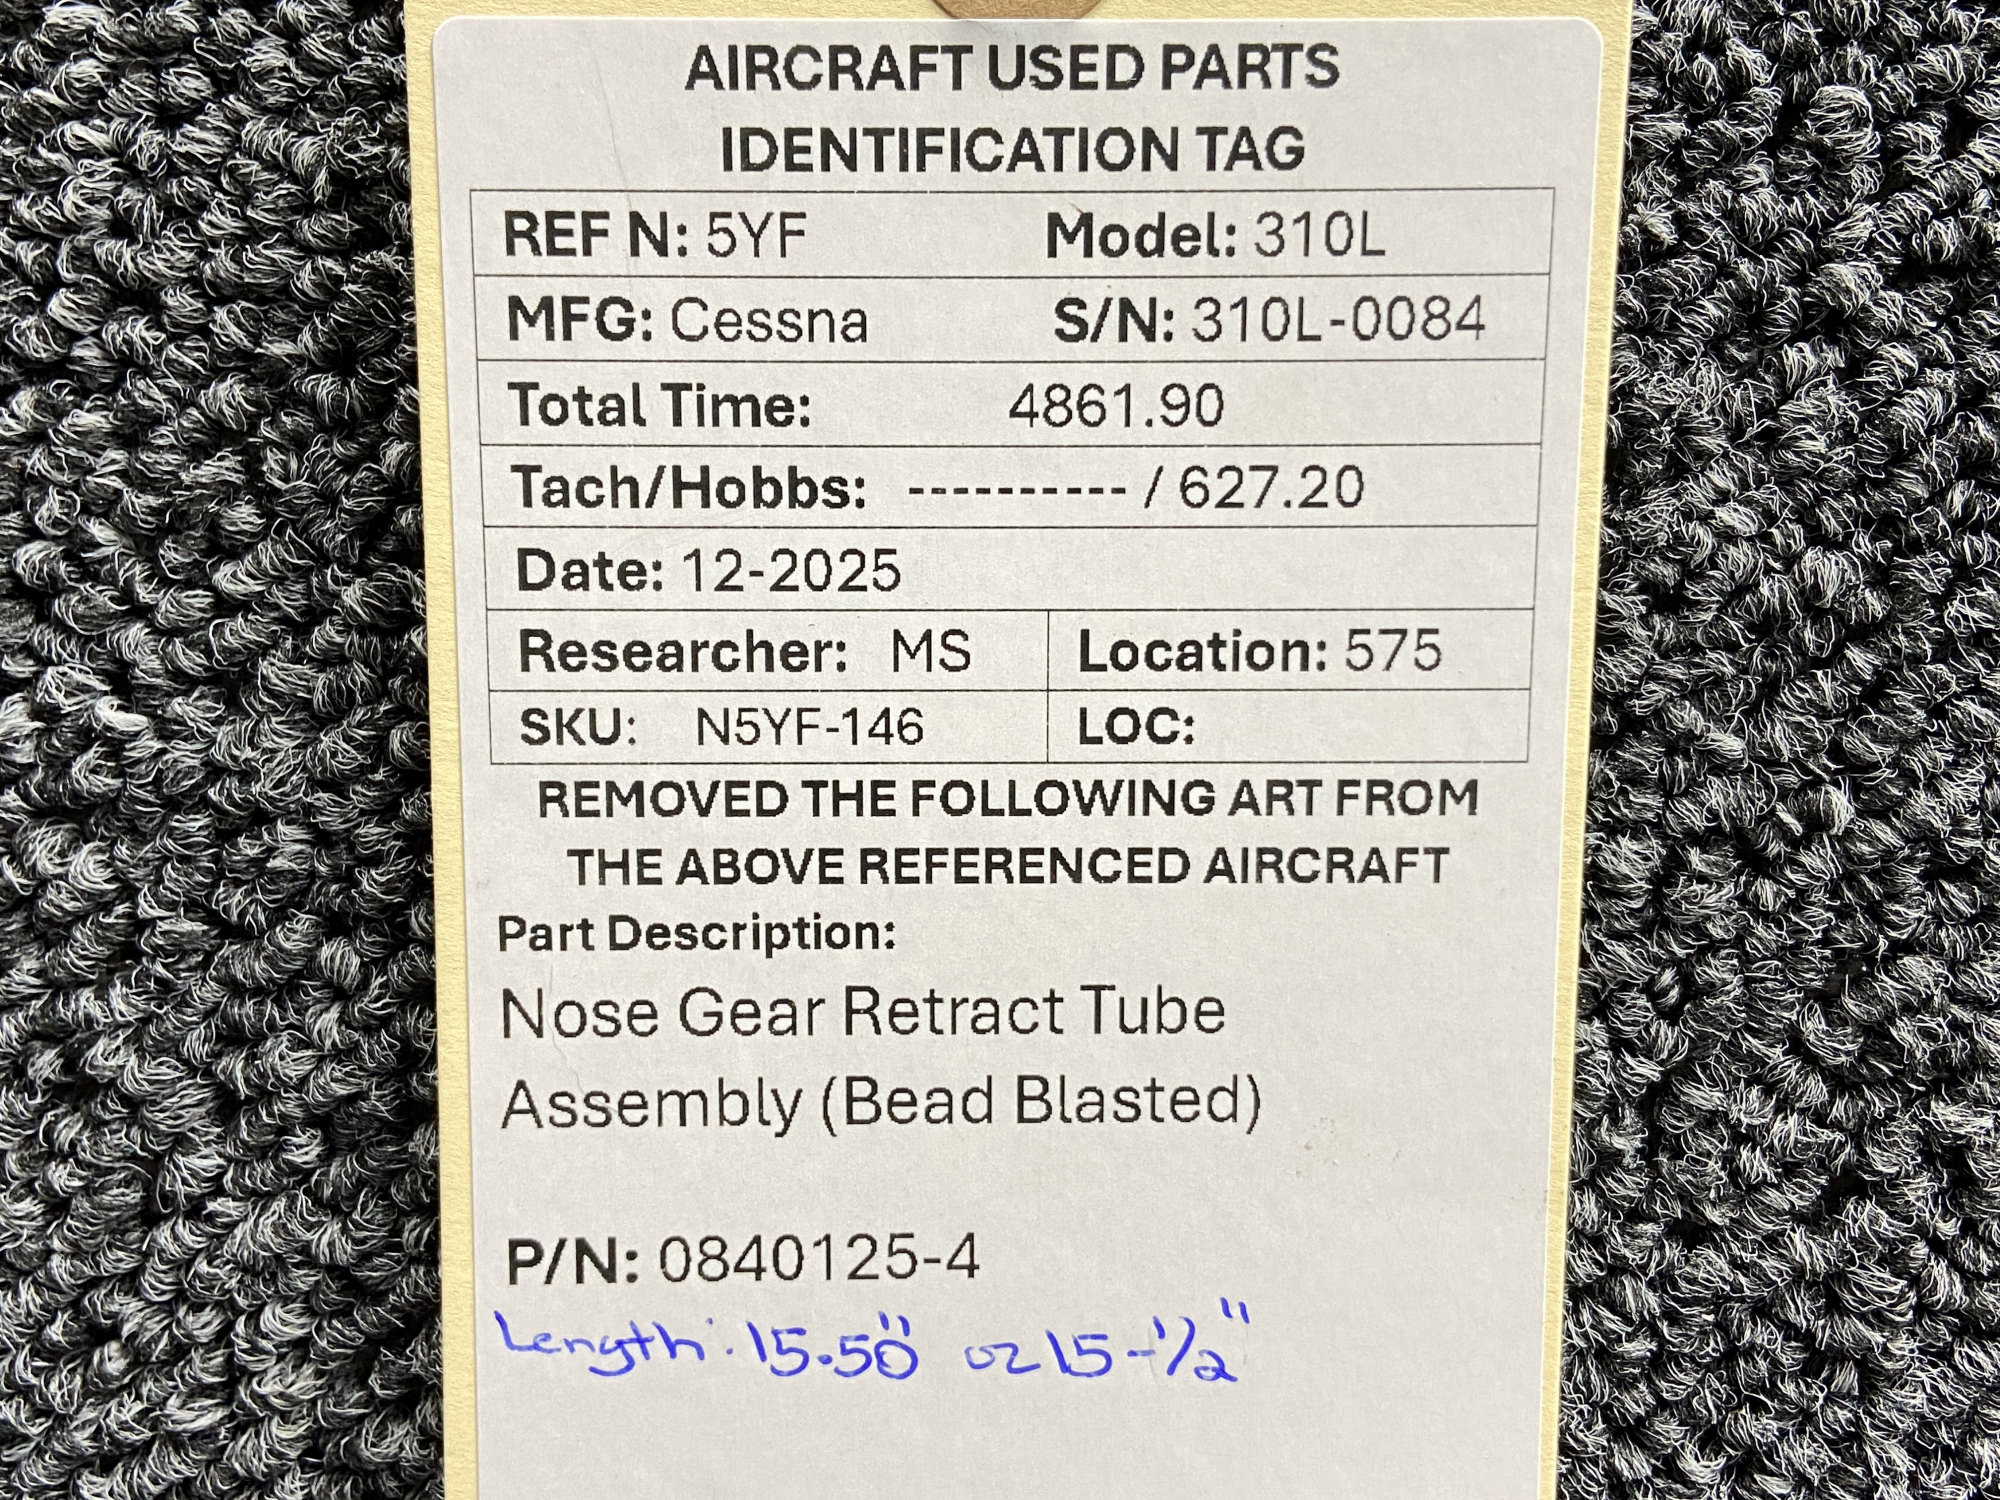 AIRCRAFT USED PARTS
IDENTIFICATION TAG
REF N: 5YF Model: 310L
MFG: Cessna S/N: 310L-0084
Total Time: 4861.90
Tach/Hobbs: ---------- / 627.20
Date: 12-2025
Researcher: MS Location: 575
SKU: N5YF-146 LOC:
REMOVED THE FOLLOWING ART FROM
THE ABOVE REFERENCED AIRCRAFT
Part Description:
Nose Gear Retract Tube
Assembly (Bead Blasted)
P/N: 0840125-4
Length: 15.50" or 15-1/2"